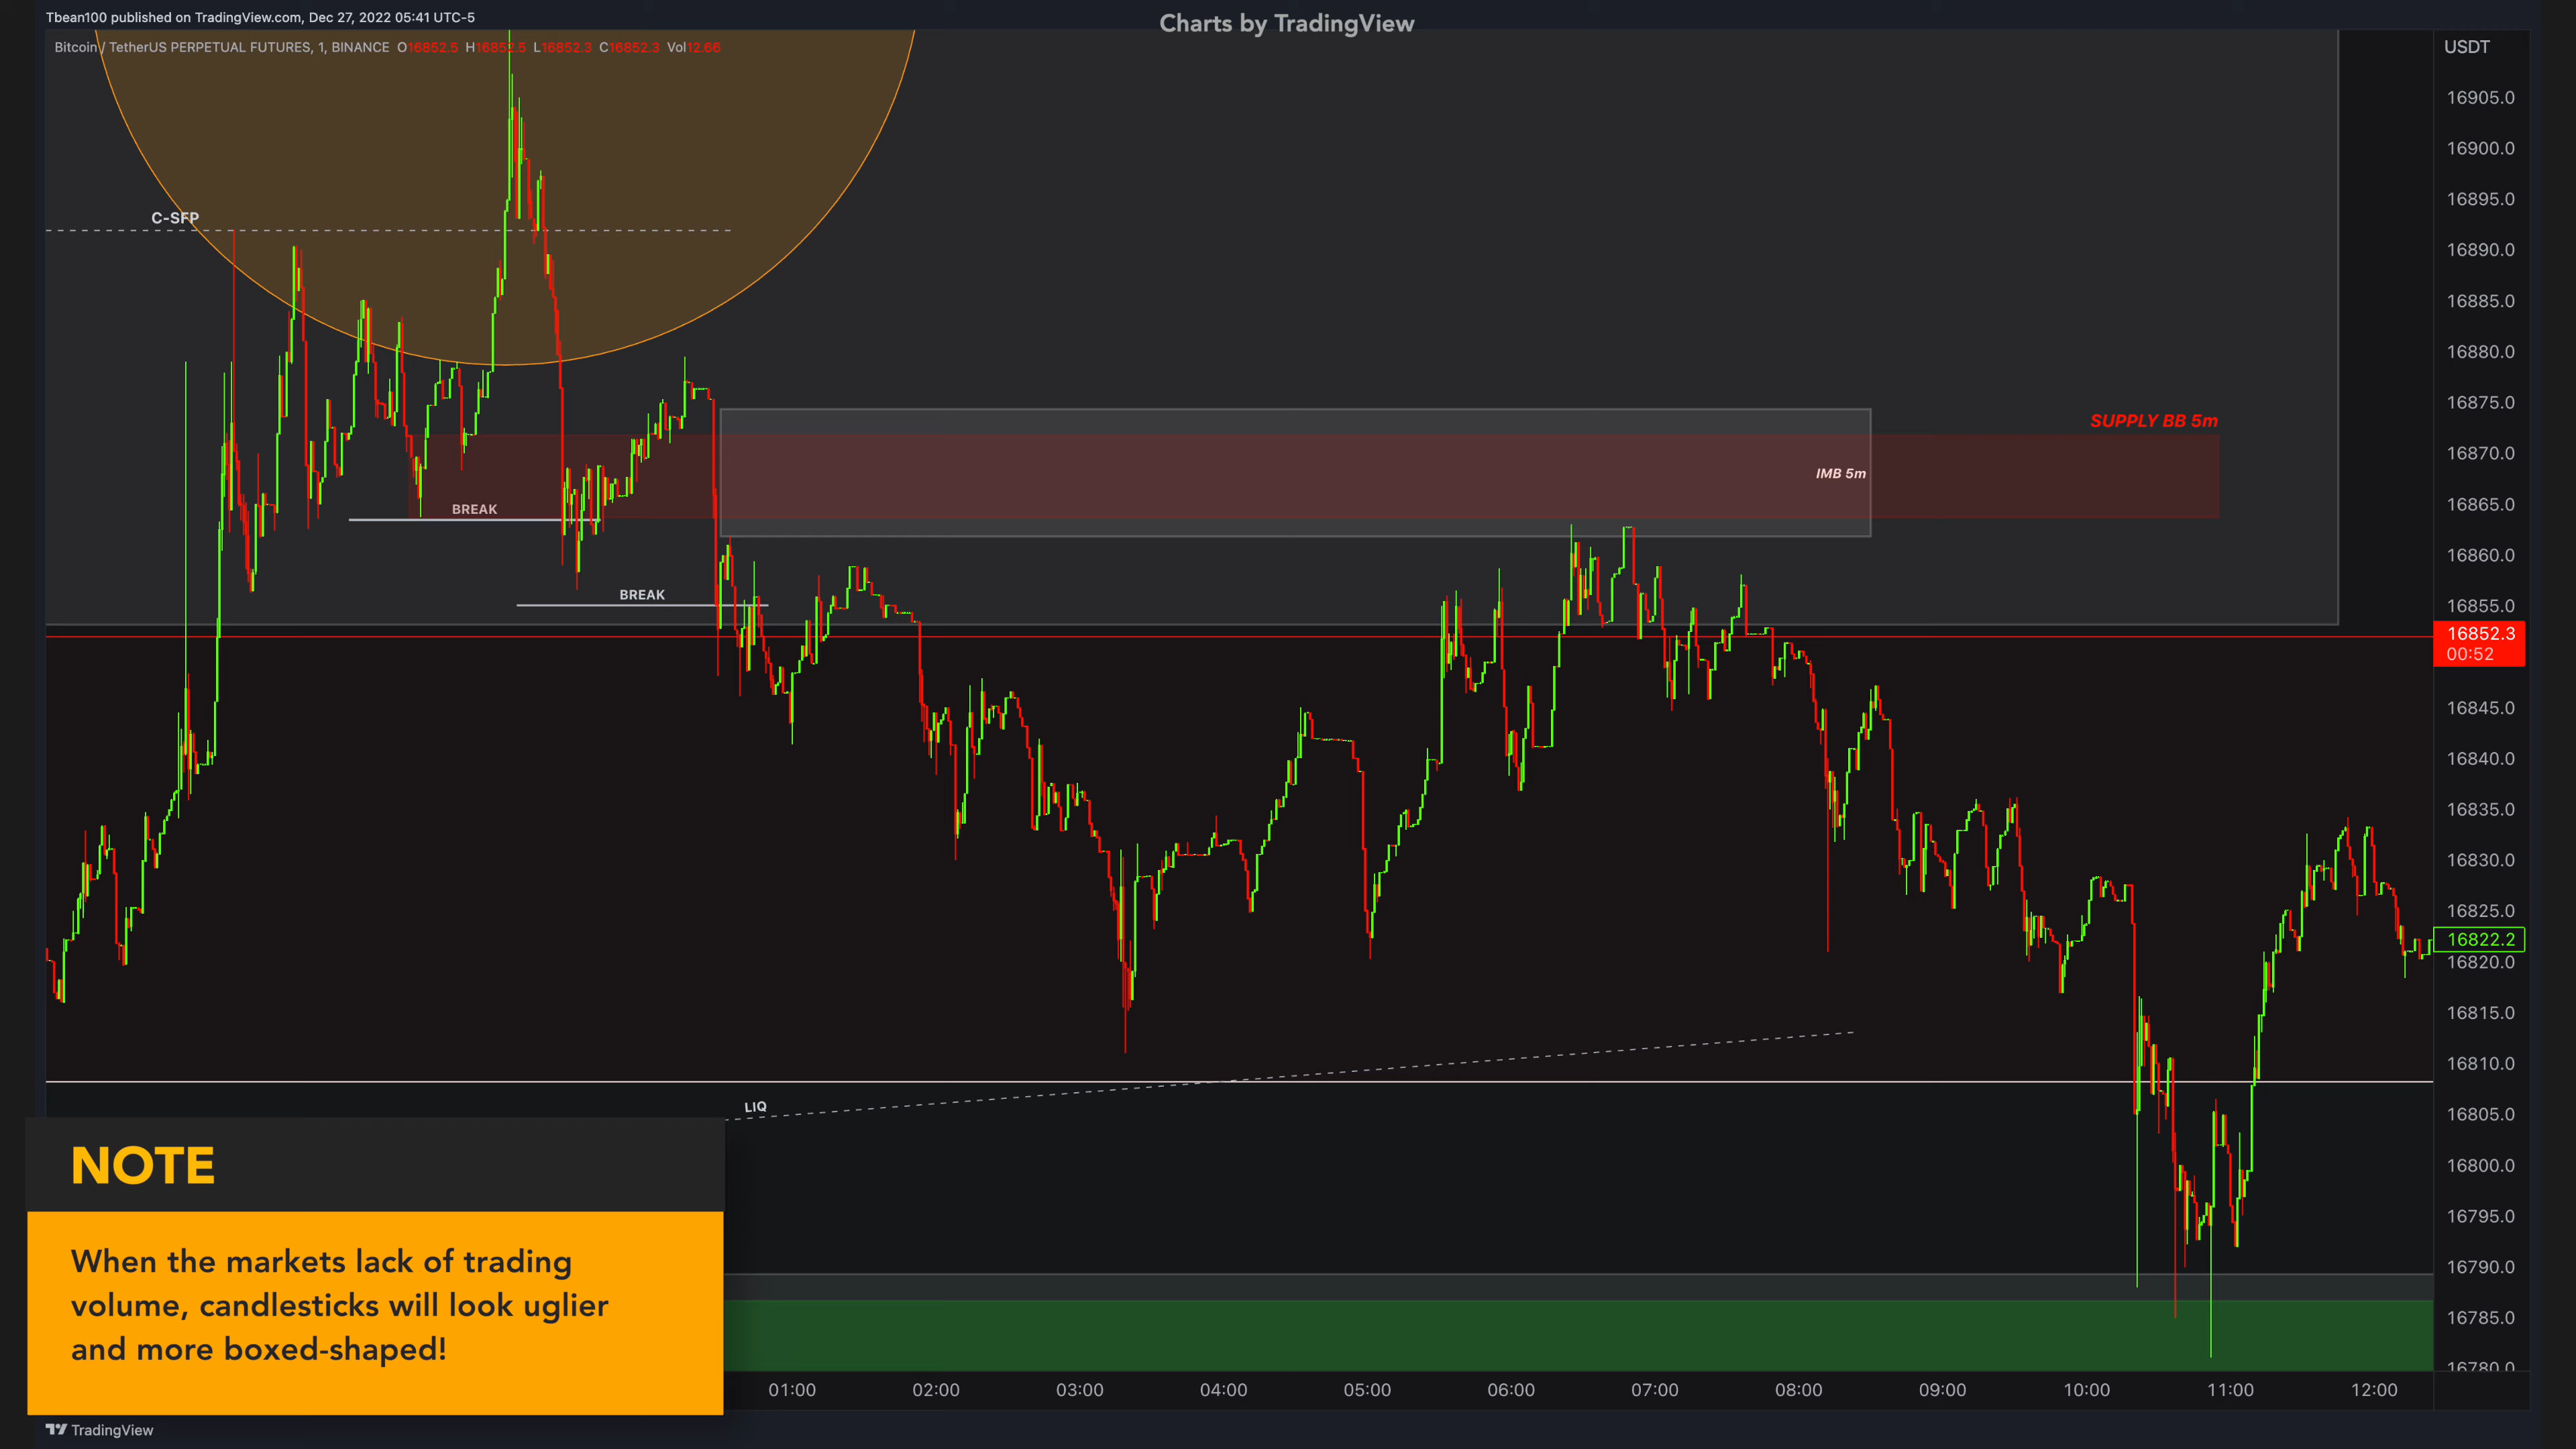 Tbean100 published on TradingView.com, Dec 27, 2022 05:41 UTC-5
Charts by TradingView
Bitcoin / TetherUS PERPETUAL FUTURES, 1, BINANCE O16852.5 H16852.5 L16852.3 C16852.3 Vol12.66
USDT
16905.0
16900.0
16895.0
C-SFP
16890.0
16885.0
16880.0
16875.0
SUPPLY BB 5m
16870.0
IMB 5m
16865.0
BREAK
16860.0
BREAK
16855.0
16852.3
00:52
16845.0
16840.0
16835.0
16830.0
16825.0
16822.2
16820.0
16815.0
16810.0
LIQ
16805.0
16800.0
16795.0
16790.0
16785.0
16780.0
NOTE
When the markets lack of trading
volume, candlesticks will look uglier
and more boxed-shaped!
01:00 02:00 03:00 04:00 05:00 06:00 07:00 08:00 09:00 10:00 11:00 12:00
TradingView